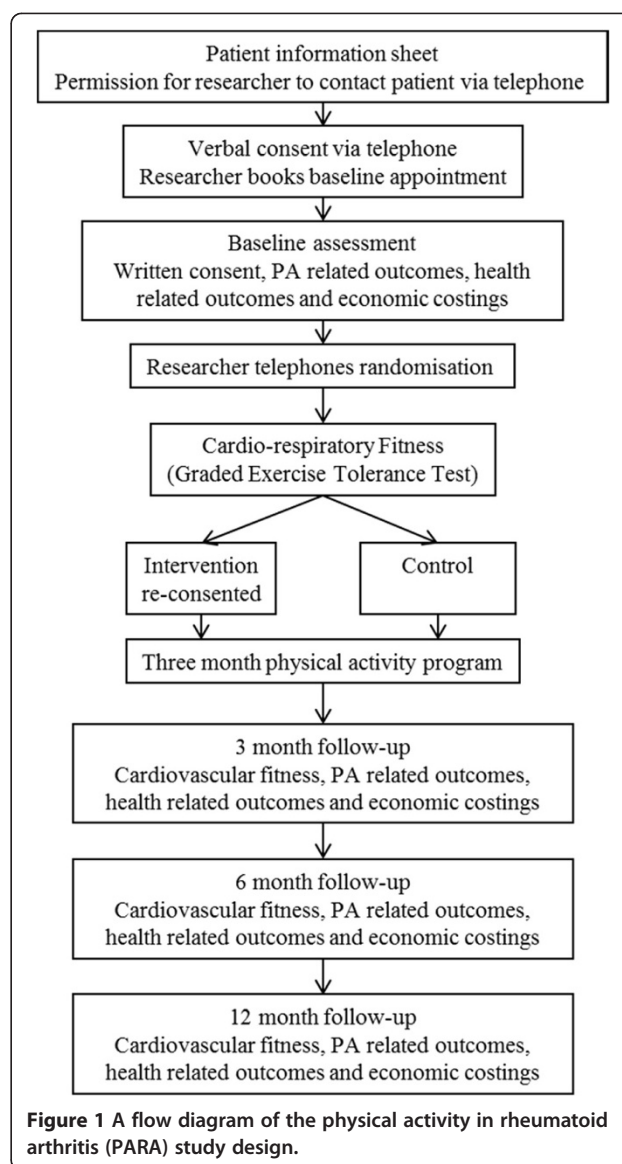 Patient information sheet
Permission for researcher to contact patient via telephone
Verbal consent via telephone
Researcher books baseline appointment
Baseline assessment
Written consent, PA related outcomes, health
related outcomes and economic costings
Researcher telephones randomisation
Cardio-respiratory Fitness
(Graded Exercise Tolerance Test)
Intervention
re-consented
Control
Three month physical activity program
3 month follow-up
Cardiovascular fitness, PA related outcomes,
health related outcomes and economic costings
6 month follow-up
Cardiovascular fitness, PA related outcomes,
health related outcomes and economic costings
12 month follow-up
Cardiovascular fitness, PA related outcomes,
health related outcomes and economic costings
Figure 1 A flow diagram of the physical activity in rheumatoid
arthritis (PARA) study design.